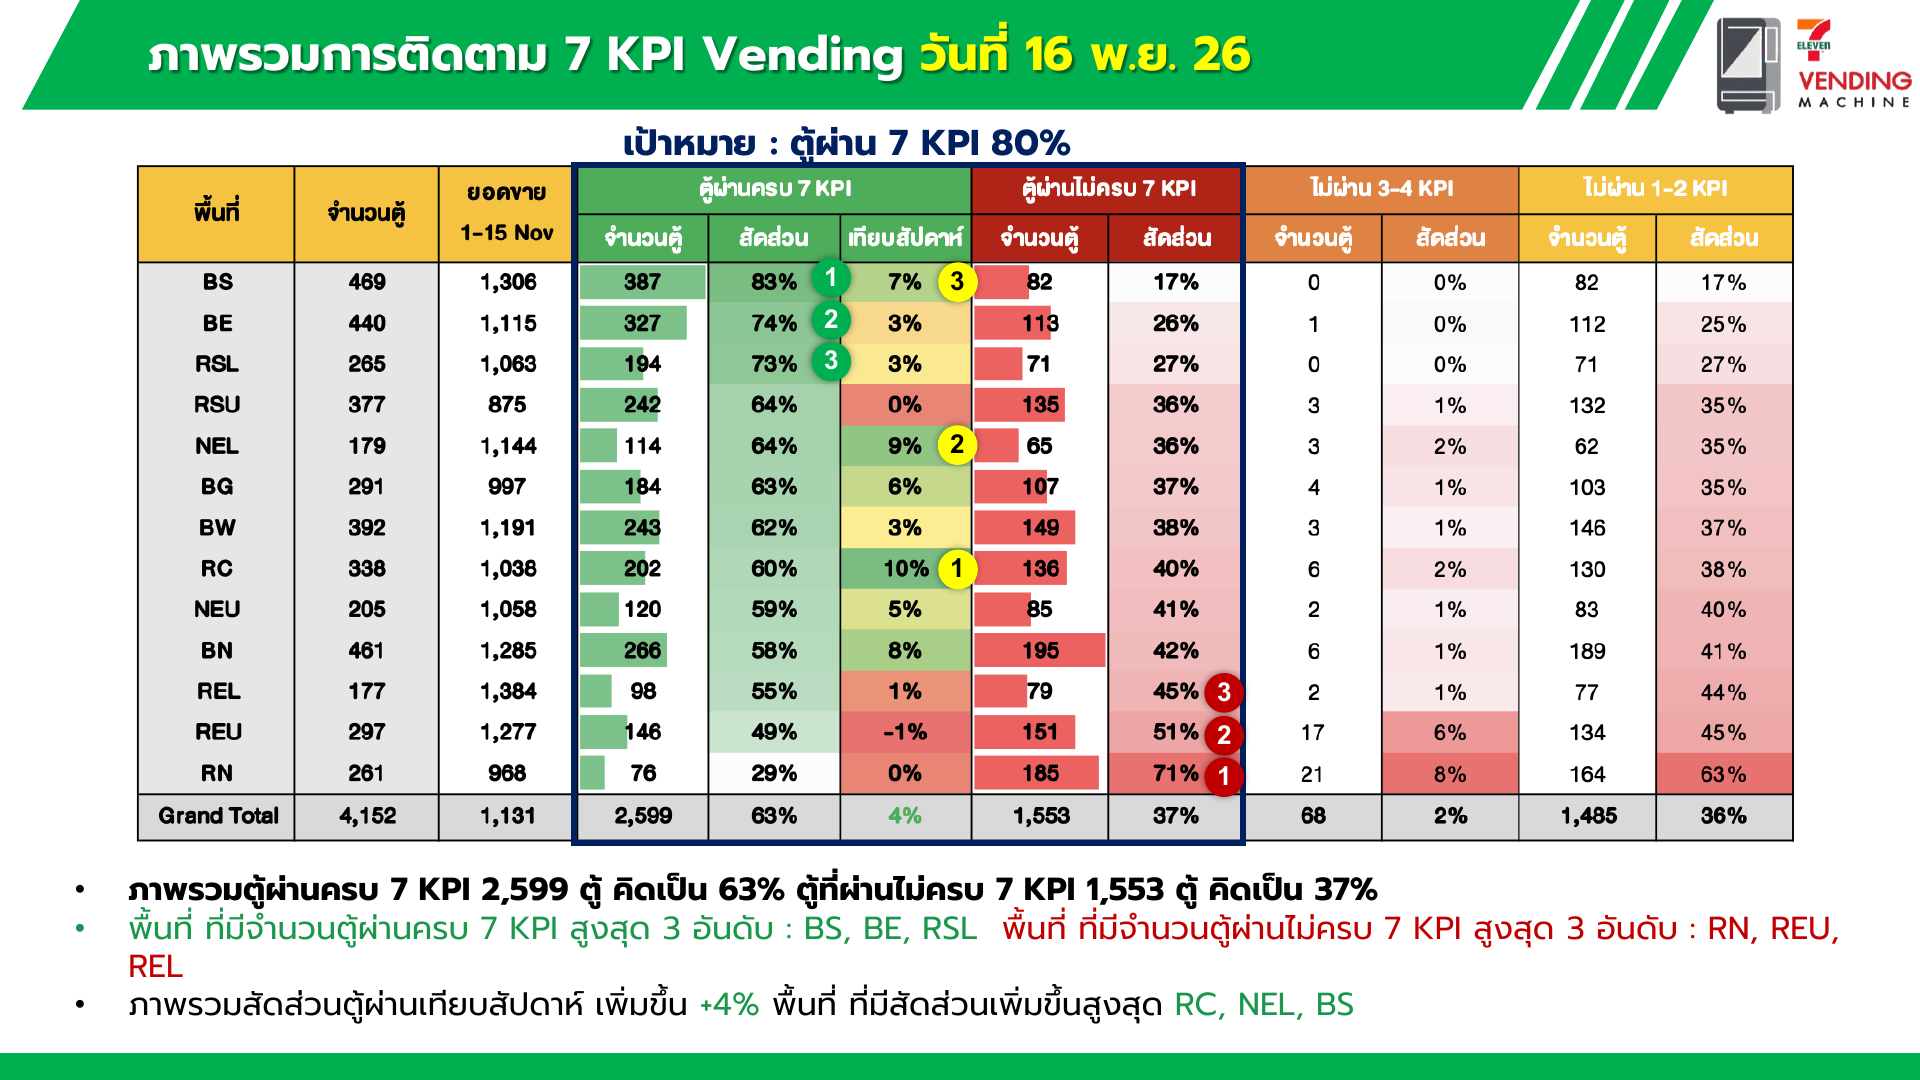 ภาพรวมการติดตาม 7 KPI Vending วันที่ 16 พ.ย. 26
7
ELEVEN
VENDING
MACHINE
เป้าหมาย : ตู้ผ่าน 7 KPI 80%
พื้นที่ จำนวนตู้ ยอดขาย 1-15 Nov ตู้ผ่านครบ 7 KPI ตู้ผ่านไม่ครบ 7 KPI ไม่ผ่าน 3-4 KPI ไม่ผ่าน 1-2 KPI
จำนวนตู้ สัดส่วน เทียบสัปดาห์ จำนวนตู้ สัดส่วน จำนวนตู้ สัดส่วน จำนวนตู้ สัดส่วน
BS 469 1,306 387 83% 1 7% 3 82 17% 0 0% 82 17%
BE 440 1,115 327 74% 2 3% 113 26% 1 0% 112 25%
RSL 265 1,063 194 73% 3 3% 71 27% 0 0% 71 27%
RSU 377 875 242 64% 0% 135 36% 3 1% 132 35%
NEL 179 1,144 114 64% 9% 2 65 36% 3 2% 62 35%
BG 291 997 184 63% 6% 107 37% 4 1% 103 35%
BW 392 1,191 243 62% 3% 149 38% 3 1% 146 37%
RC 338 1,038 202 60% 10% 1 136 40% 6 2% 130 38%
NEU 205 1,058 120 59% 5% 85 41% 2 1% 83 40%
BN 461 1,285 266 58% 8% 195 42% 6 1% 189 41%
REL 177 1,384 98 55% 1% 79 45% 3 2 1% 77 44%
REU 297 1,277 146 49% -1% 151 51% 2 17 6% 134 45%
RN 261 968 76 29% 0% 185 71% 1 21 8% 164 63%
Grand Total 4,152 1,131 2,599 63% 4% 1,553 37% 68 2% 1,485 36%
• ภาพรวมตู้ผ่านครบ 7 KPI 2,599 ตู้ คิดเป็น 63% ตู้ที่ผ่านไม่ครบ 7 KPI 1,553 ตู้ คิดเป็น 37%
• พื้นที่ ที่มีจำนวนตู้ผ่านครบ 7 KPI สูงสุด 3 อันดับ : BS, BE, RSL พื้นที่ ที่มีจำนวนตู้ผ่านไม่ครบ 7 KPI สูงสุด 3 อันดับ : RN, REU,
REL
• ภาพรวมสัดส่วนตู้ผ่านเทียบสัปดาห์ เพิ่มขึ้น +4% พื้นที่ ที่มีสัดส่วนเพิ่มขึ้นสูงสุด RC, NEL, BS